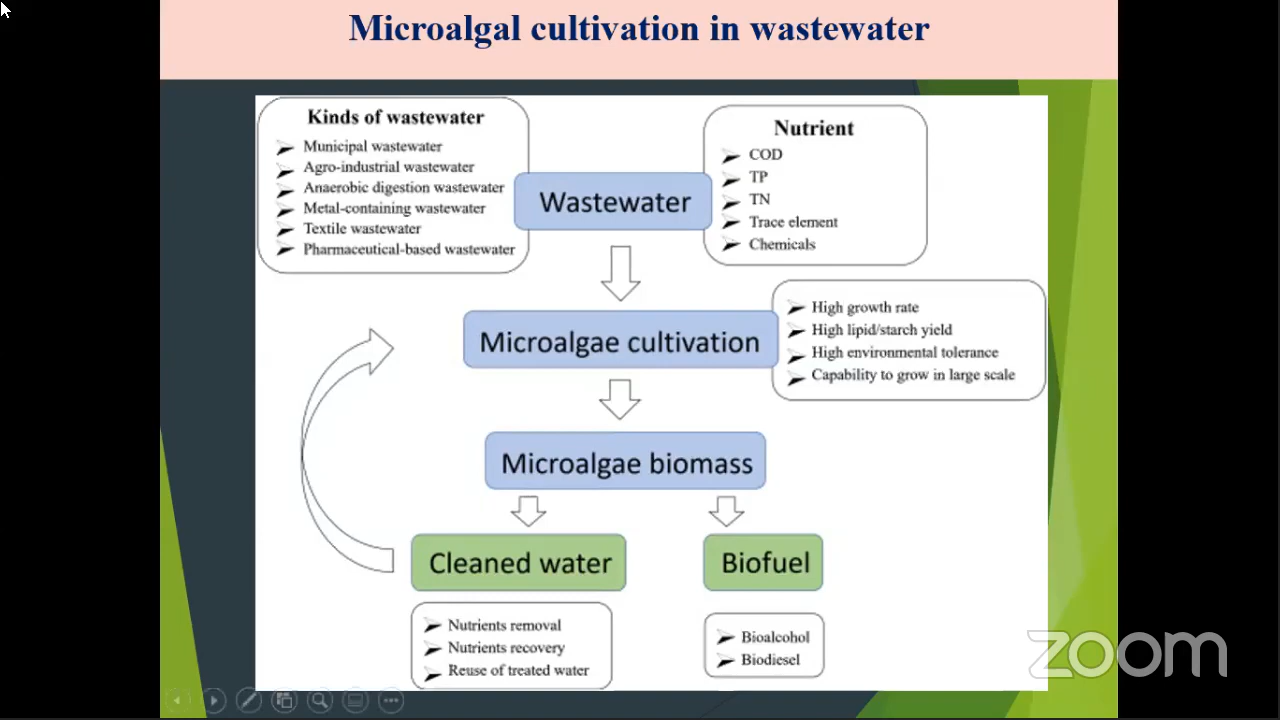 Microalgal cultivation in wastewater
Kinds of wastewater
Municipal wastewater
Agro-industrial wastewater
Anaerobic digestion wastewater
Metal-containing wastewater
Textile wastewater
Pharmaceutical-based wastewater
Wastewater
Nutrient
COD
TP
TN
Trace element
Chemicals
Microalgae cultivation
High growth rate
High lipid/starch yield
High environmental tolerance
Capability to grow in large scale
Microalgae biomass
Cleaned water
Nutrients removal
Nutrients recovery
Reuse of treated water
Biofuel
Bioalcohol
Biodiesel
zoom